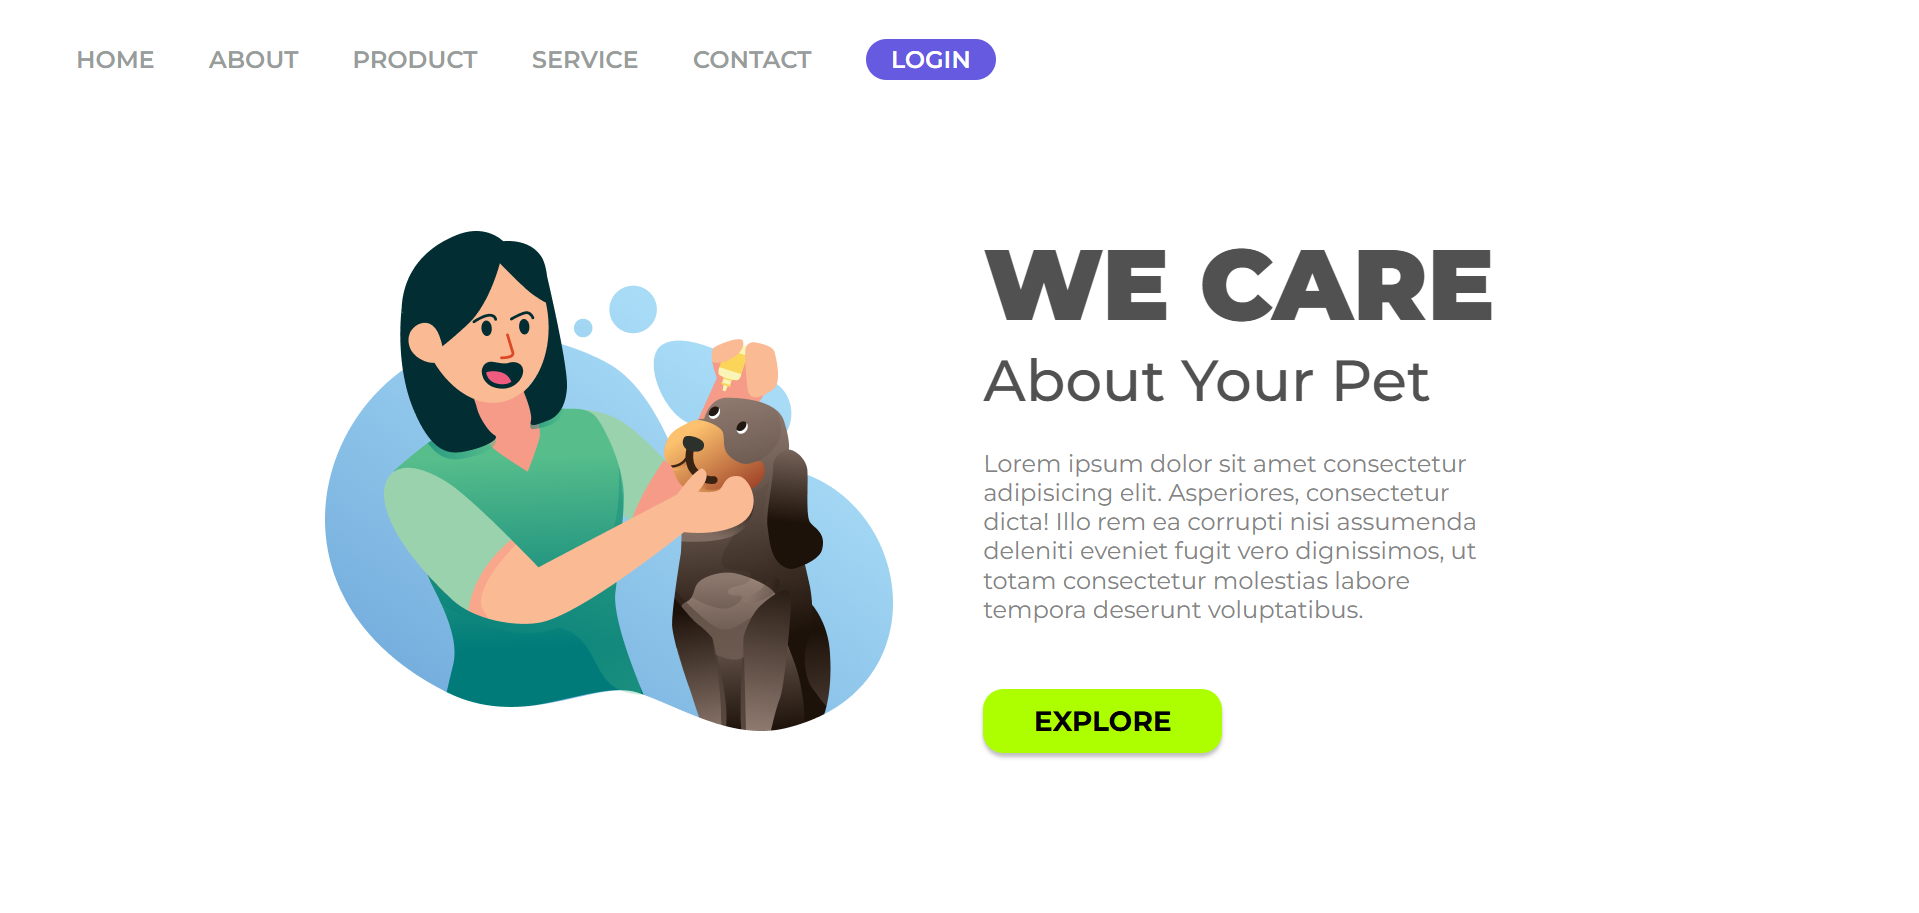 HOME ABOUT PRODUCT SERVICE CONTACT LOGIN
WE CARE
About Your Pet
Lorem ipsum dolor sit amet consectetur
adipisicing elit. Asperiores, consectetur
dicta! Illo rem ea corrupti nisi assumenda
deleniti eveniet fugit vero dignissimos, ut
totam consectetur molestias labore
tempora deserunt voluptatibus.
EXPLORE